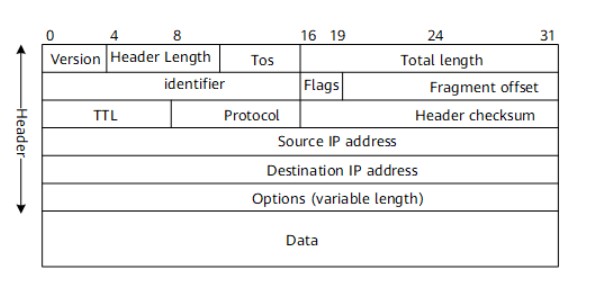 0 4 8 16 19 24 31
Version Header Length Tos Total length
identifier Flags Fragment offset
TTL Protocol Header checksum
Source IP address
Destination IP address
Options (variable length)
Data
Header